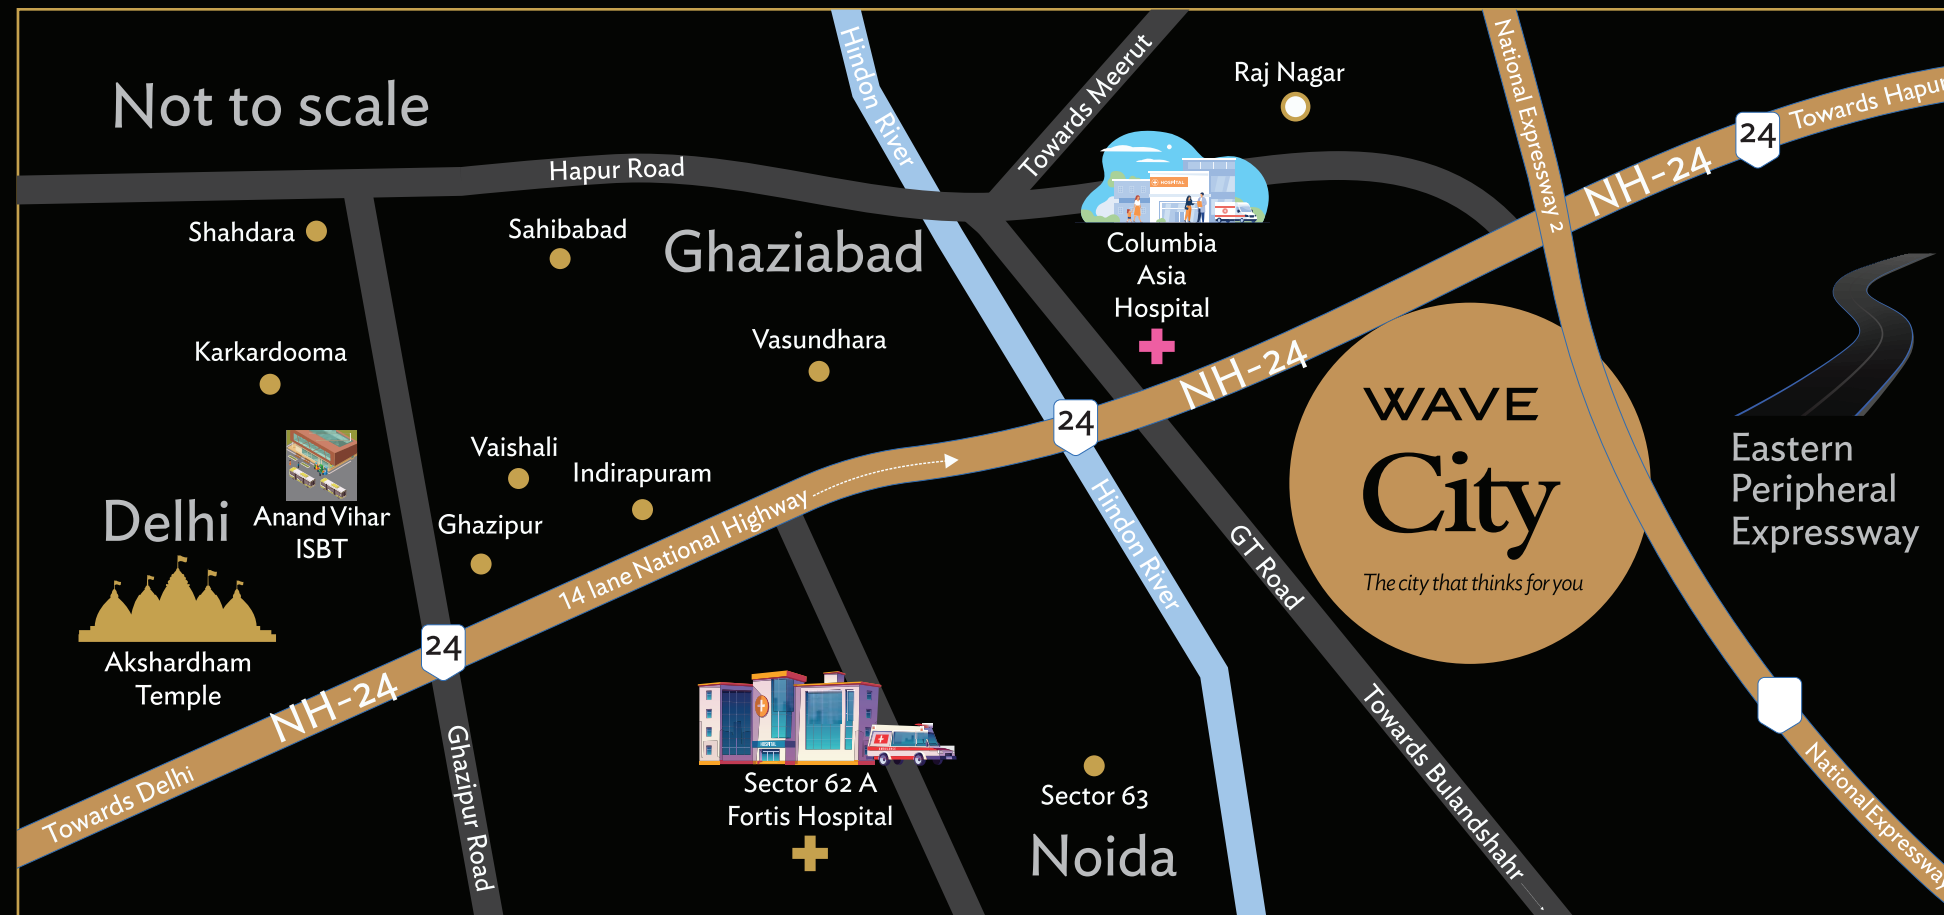 Not to scale
Hindon River
Towards Meerut
Raj Nagar
National Expressway 2
24
Towards Hapur
NH-24
Hapur Road
HOSPITAL
Shahdara
Sahibabad
Ghaziabad
Columbia
Asia
Hospital
Karkardooma
Vasundhara
NH-24
24
WAVE
City
The city that thinks for you
Eastern
Peripheral
Expressway
Vaishali
Indirapuram
Delhi
Anand Vihar
ISBT
Ghazipur
14 lane National Highway
Hindon River
GT Road
Akshardham
Temple
24
NH-24
Towards Delhi
Ghazipur Road
HOSPITAL
Sector 62 A
Fortis Hospital
Sector 63
Noida
Towards Bulandshahr
National Expressway